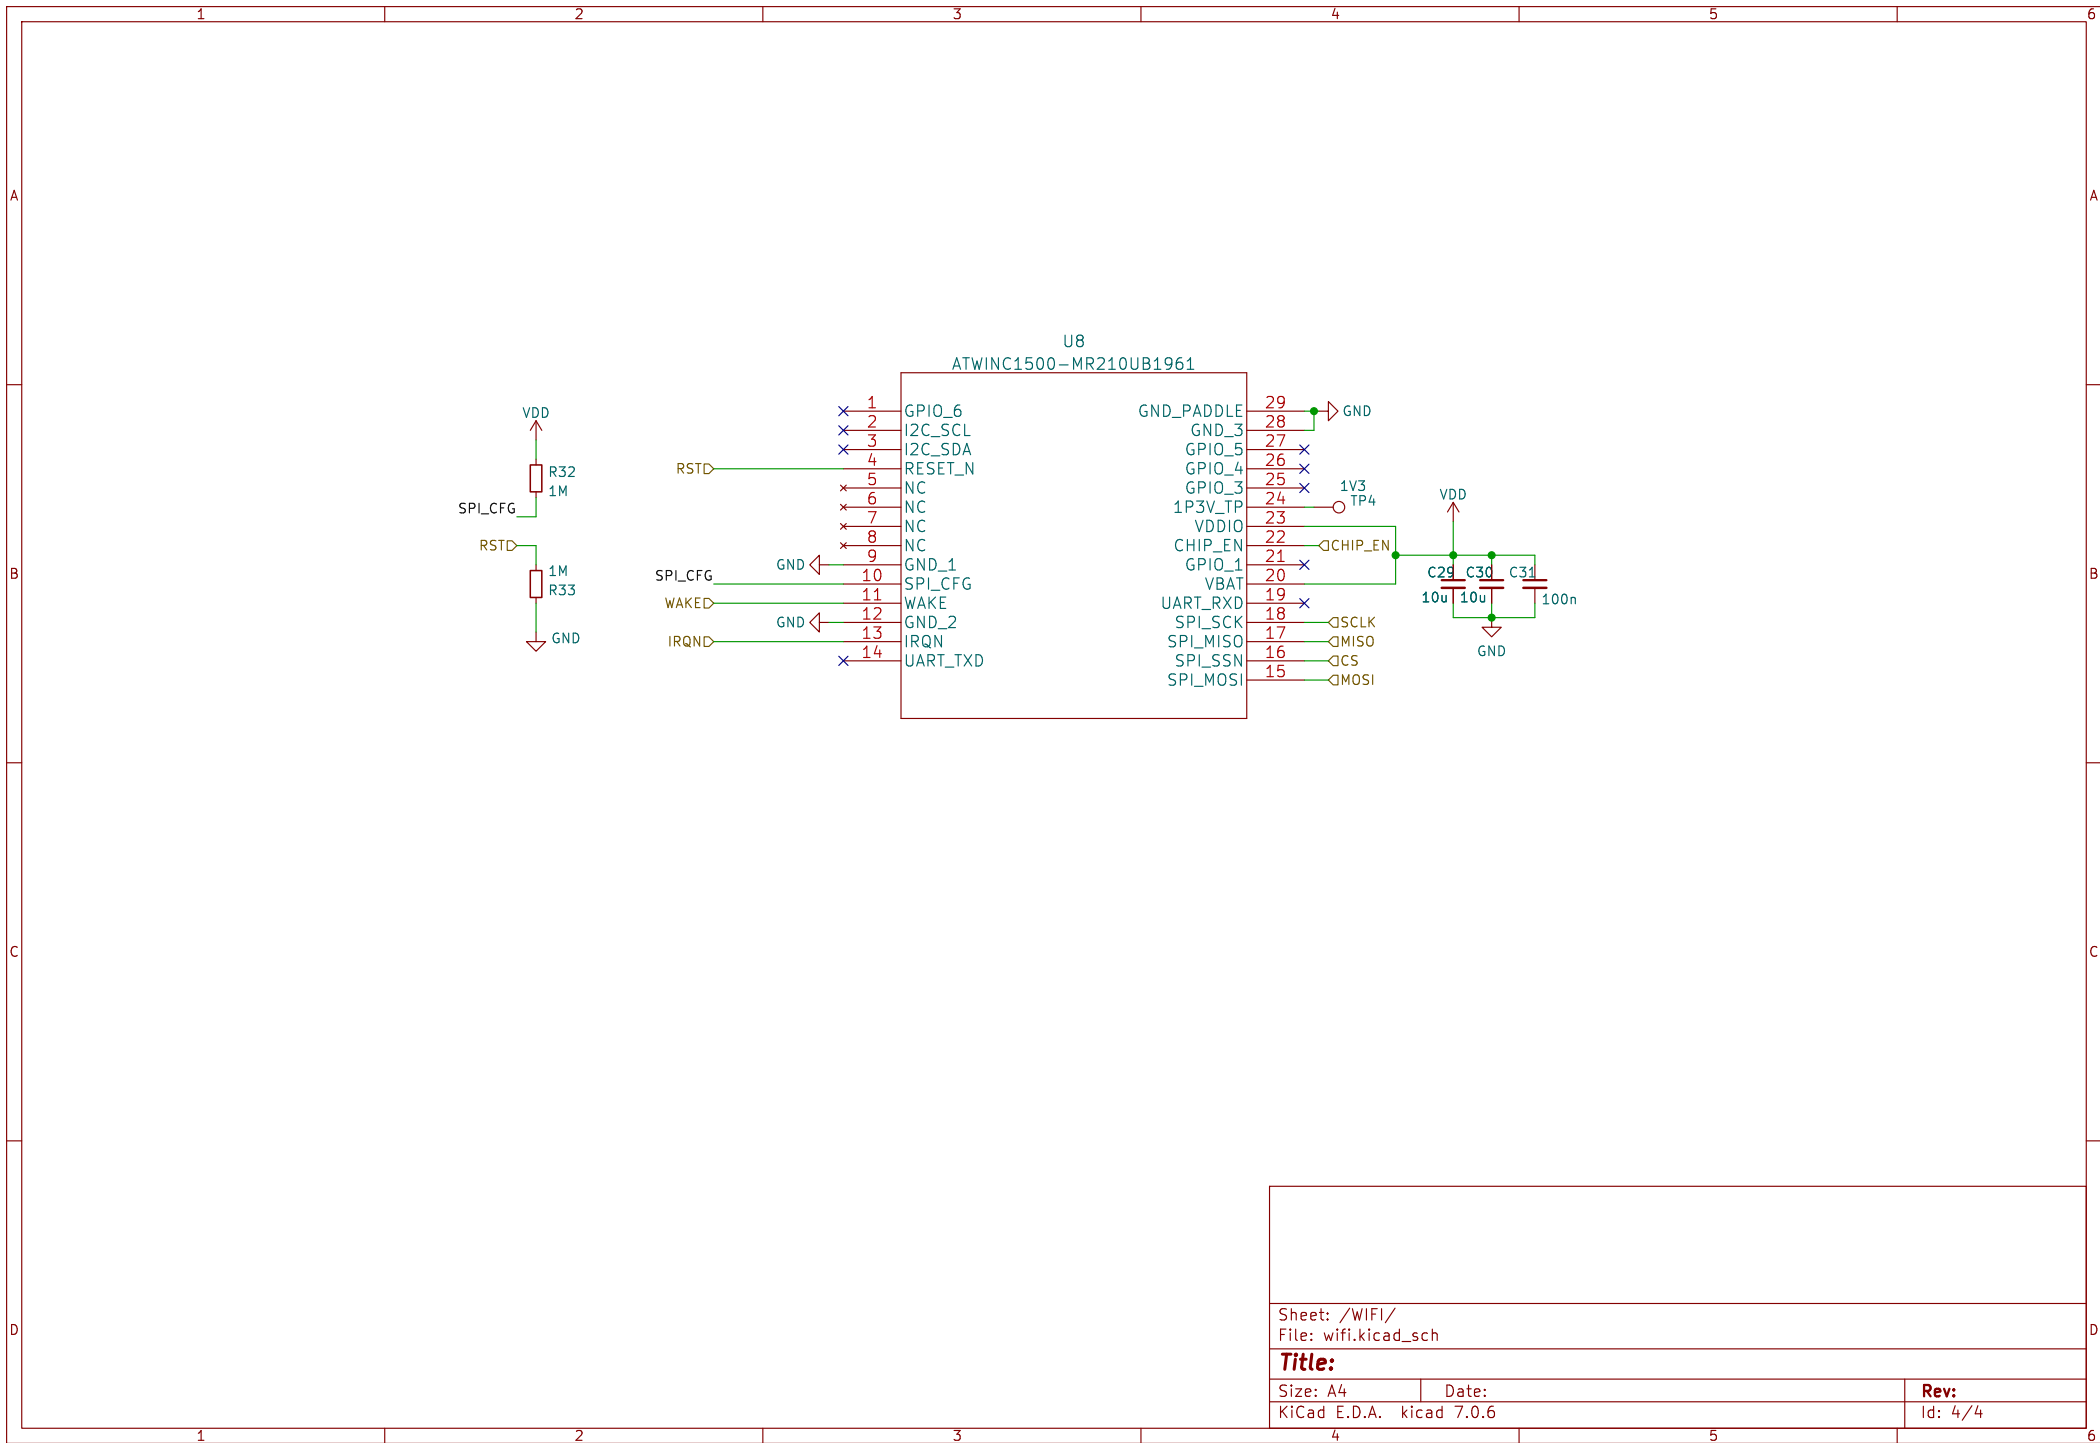 1 2 3 4 5 6
A A
B B
C C
D D
U8
ATWINC1500-MR210UB1961
VDD
R32
1M
SPI_CFG
RST
1M
R33
GND
RST
GND
SPI_CFG
WAKE
GND
IRQN
1 GPIO_6
2 I2C_SCL
3 I2C_SDA
4 RESET_N
5 NC
6 NC
7 NC
8 NC
9 GND_1
10 SPI_CFG
11 WAKE
12 GND_2
13 IRQN
14 UART_TXD
GND_PADDLE 29 GND
GND_3 28
GPIO_5 27
GPIO_4 26
GPIO_3 25
1P3V_TP 24
VDDIO 23
CHIP_EN 22 CHIP_EN
GPIO_1 21
VBAT 20
UART_RXD 19
SPI_SCK 18 SCLK
SPI_MISO 17 MISO
SPI_SSN 16 CS
SPI_MOSI 15 MOSI
1V3
TP4
VDD
C29 C30 C31
10u 10u 100n
GND
Sheet: /WIFI/
File: wifi.kicad_sch
Title:
Size: A4 Date: Rev:
KiCad E.D.A. kicad 7.0.6 Id: 4/4
1 2 3 4 5 6